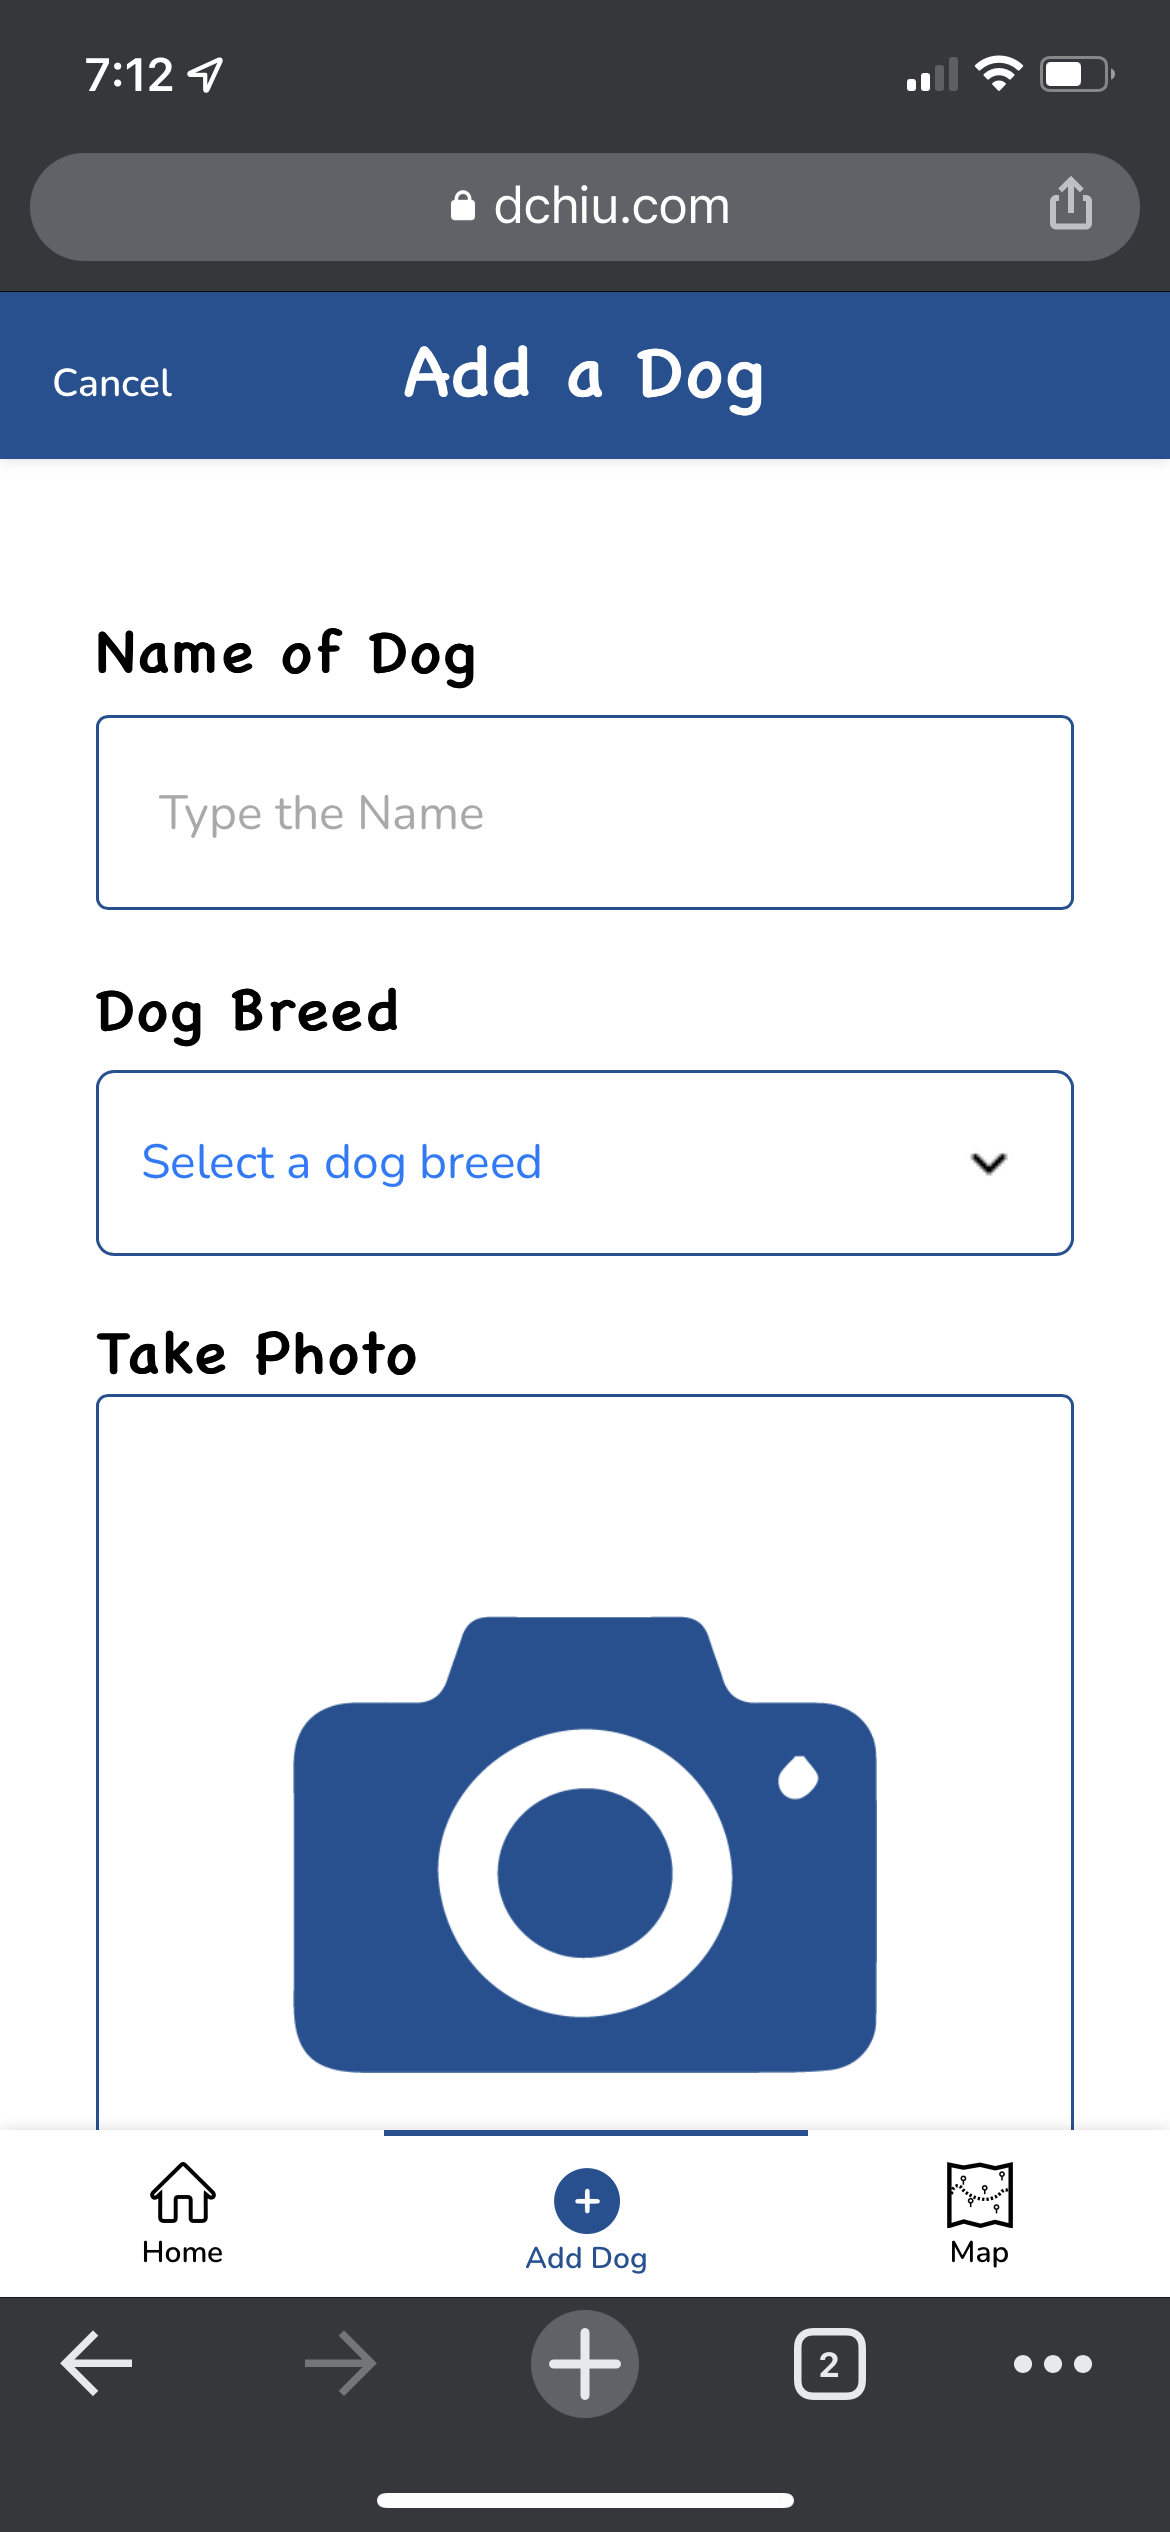 7:12
dchiu.com
Cancel
Add a Dog
Name of Dog
Type the Name
Dog Breed
Select a dog breed
Take Photo
Home
Add Dog
Map
2